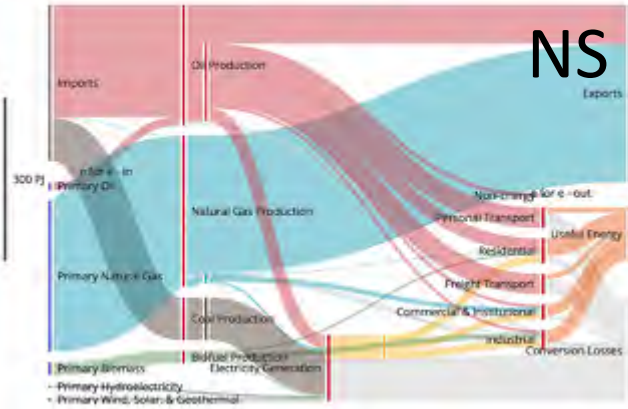 NS
Oil Production
Imports
Exports
300 PJ
Primary Oil
Non-Energy
Natural Gas Production
Personal Transport
Useful Energy
Residential
Primary Nature Gas
Freight Transport
Coal Production
Commercial & Institutional
Industrial
Biofuel Production
Conversion Losses
Primary Biomass
Electricity Generation
Primary Hydroelectricity
Primary Wind, Solar, & Geothermal